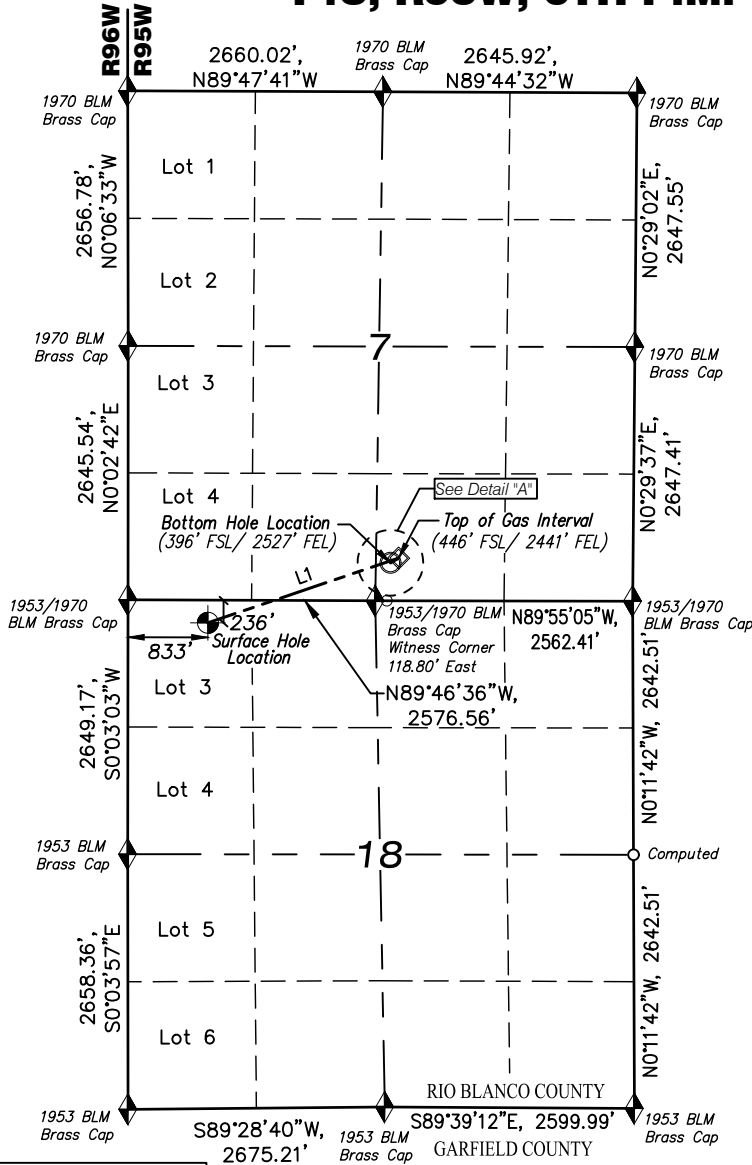 R96W
R95W
2660.02',
N89°47'41"W
1970 BLM
Brass Cap
2645.92',
N89°44'32"W
1970 BLM
Brass Cap
1970 BLM
Brass Cap
Lot 1
2656.78',
N0°06'33"W
N0°29'02"E,
2647.55'
Lot 2
1970 BLM
Brass Cap
7
1970 BLM
Brass Cap
Lot 3
2645.54',
N0°02'42"E
N0°29'37"E,
2647.41'
See Detail "A"
Lot 4
Bottom Hole Location
(396' FSL/ 2527' FEL)
Top of Gas Interval
(446' FSL/ 2441' FEL)
L1
1953/1970
BLM Brass Cap
236'
833'
Surface Hole
Location
1953/1970 BLM
Brass Cap
Witness Corner
118.80' East
N89°55'05"W,
2562.41'
1953/1970
BLM Brass Cap
N89°46'36"W,
2576.56'
Lot 3
2649.17',
S0°03'03"W
N0°11'42"W, 2642.51'
Lot 4
1953 BLM
Brass Cap
18
Computed
Lot 5
2658.36',
S0°03'57"E
N0°11'42"W, 2642.51'
Lot 6
RIO BLANCO COUNTY
1953 BLM
Brass Cap
S89°28'40"W,
2675.21'
1953 BLM
Brass Cap
S89°39'12"E, 2599.99'
GARFIELD COUNTY
1953 BLM
Brass Cap